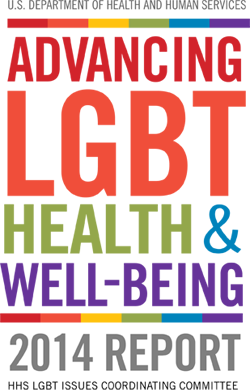 U.S. DEPARTMENT OF HEALTH AND HUMAN SERVICES
ADVANCING
LGBT
HEALTH &
WELL-BEING
2014 REPORT
HHS LGBT ISSUES COORDINATING COMMITTEE